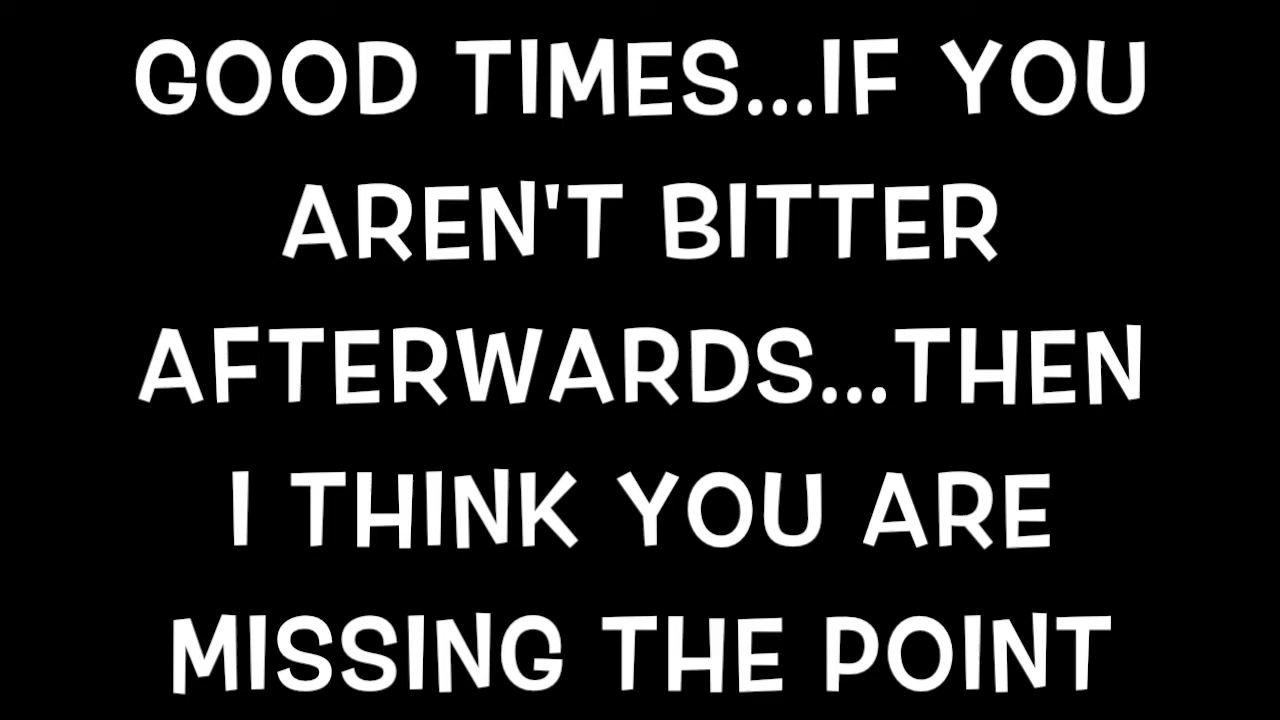 GOOD TIMES...IF YOU
AREN'T BITTER
AFTERWARDS...THEN
I THINK YOU ARE
MISSING THE POINT